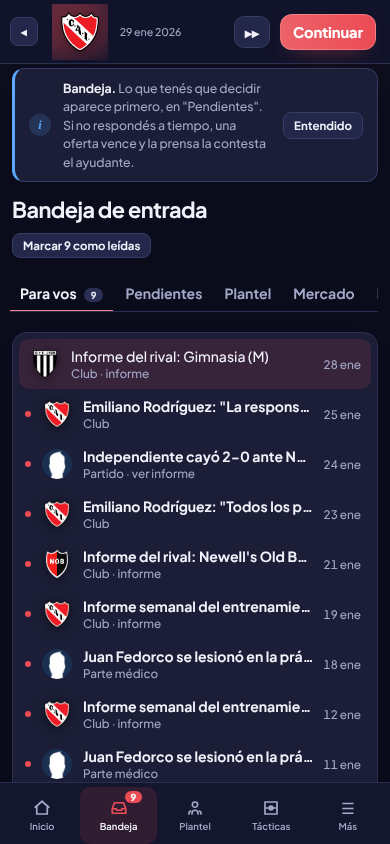 ◄
C.A.I.
29 ene 2026
▶▶
Continuar
i
Bandeja. Lo que tenés que decidir
aparece primero, en "Pendientes".
Si no respondés a tiempo, una
oferta vence y la prensa la contesta
el ayudante.
Entendido
Bandeja de entrada
Marcar 9 como leídas
Para vos 9
Pendientes
Plantel
Mercado
Informe del rival: Gimnasia (M)
Club · informe
28 ene
Emiliano Rodríguez: "La respons...
Club
25 ene
Independiente cayó 2-0 ante N...
Partido · ver informe
24 ene
Emiliano Rodríguez: "Todos los p...
Club
23 ene
NOB
Informe del rival: Newell's Old B...
Club · informe
21 ene
Informe semanal del entrenamie...
Club · informe
19 ene
Juan Fedorco se lesionó en la prá...
Parte médico
18 ene
Informe semanal del entrenamie...
Club · informe
12 ene
Juan Fedorco se lesionó en la prá...
Parte médico
11 ene
Inicio
9
Bandeja
Plantel
Tácticas
Más